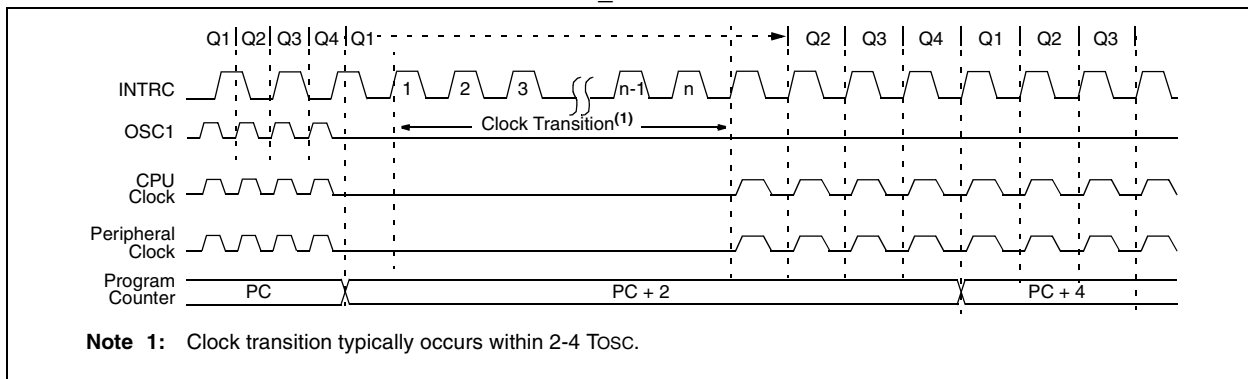 Q1 Q2 Q3 Q4 Q1 Q2 Q3 Q4 Q1 Q2 Q3
INTRC 1 2 3 n-1 n
OSC1 Clock Transition(1)
CPU
Clock
Peripheral
Clock
Program
Counter PC PC + 2 PC + 4
Note 1: Clock transition typically occurs within 2-4 TOSC.